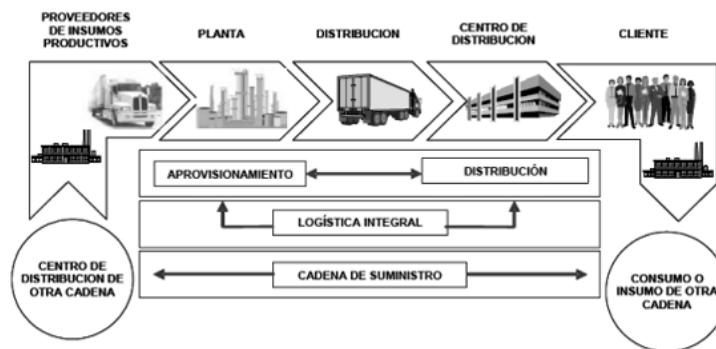 PROVEEDORES
DE INSUMOS
PRODUCTIVOS
PLANTA
DISTRIBUCION
CENTRO DE
DISTRIBUCION
CLIENTE
APROVISIONAMIENTO
DISTRIBUCIÓN
LOGÍSTICA INTEGRAL
CADENA DE SUMINISTRO
CENTRO DE
DISTRIBUCION DE
OTRA CADENA
CONSUMO O
INSUMO DE OTRA
CADENA